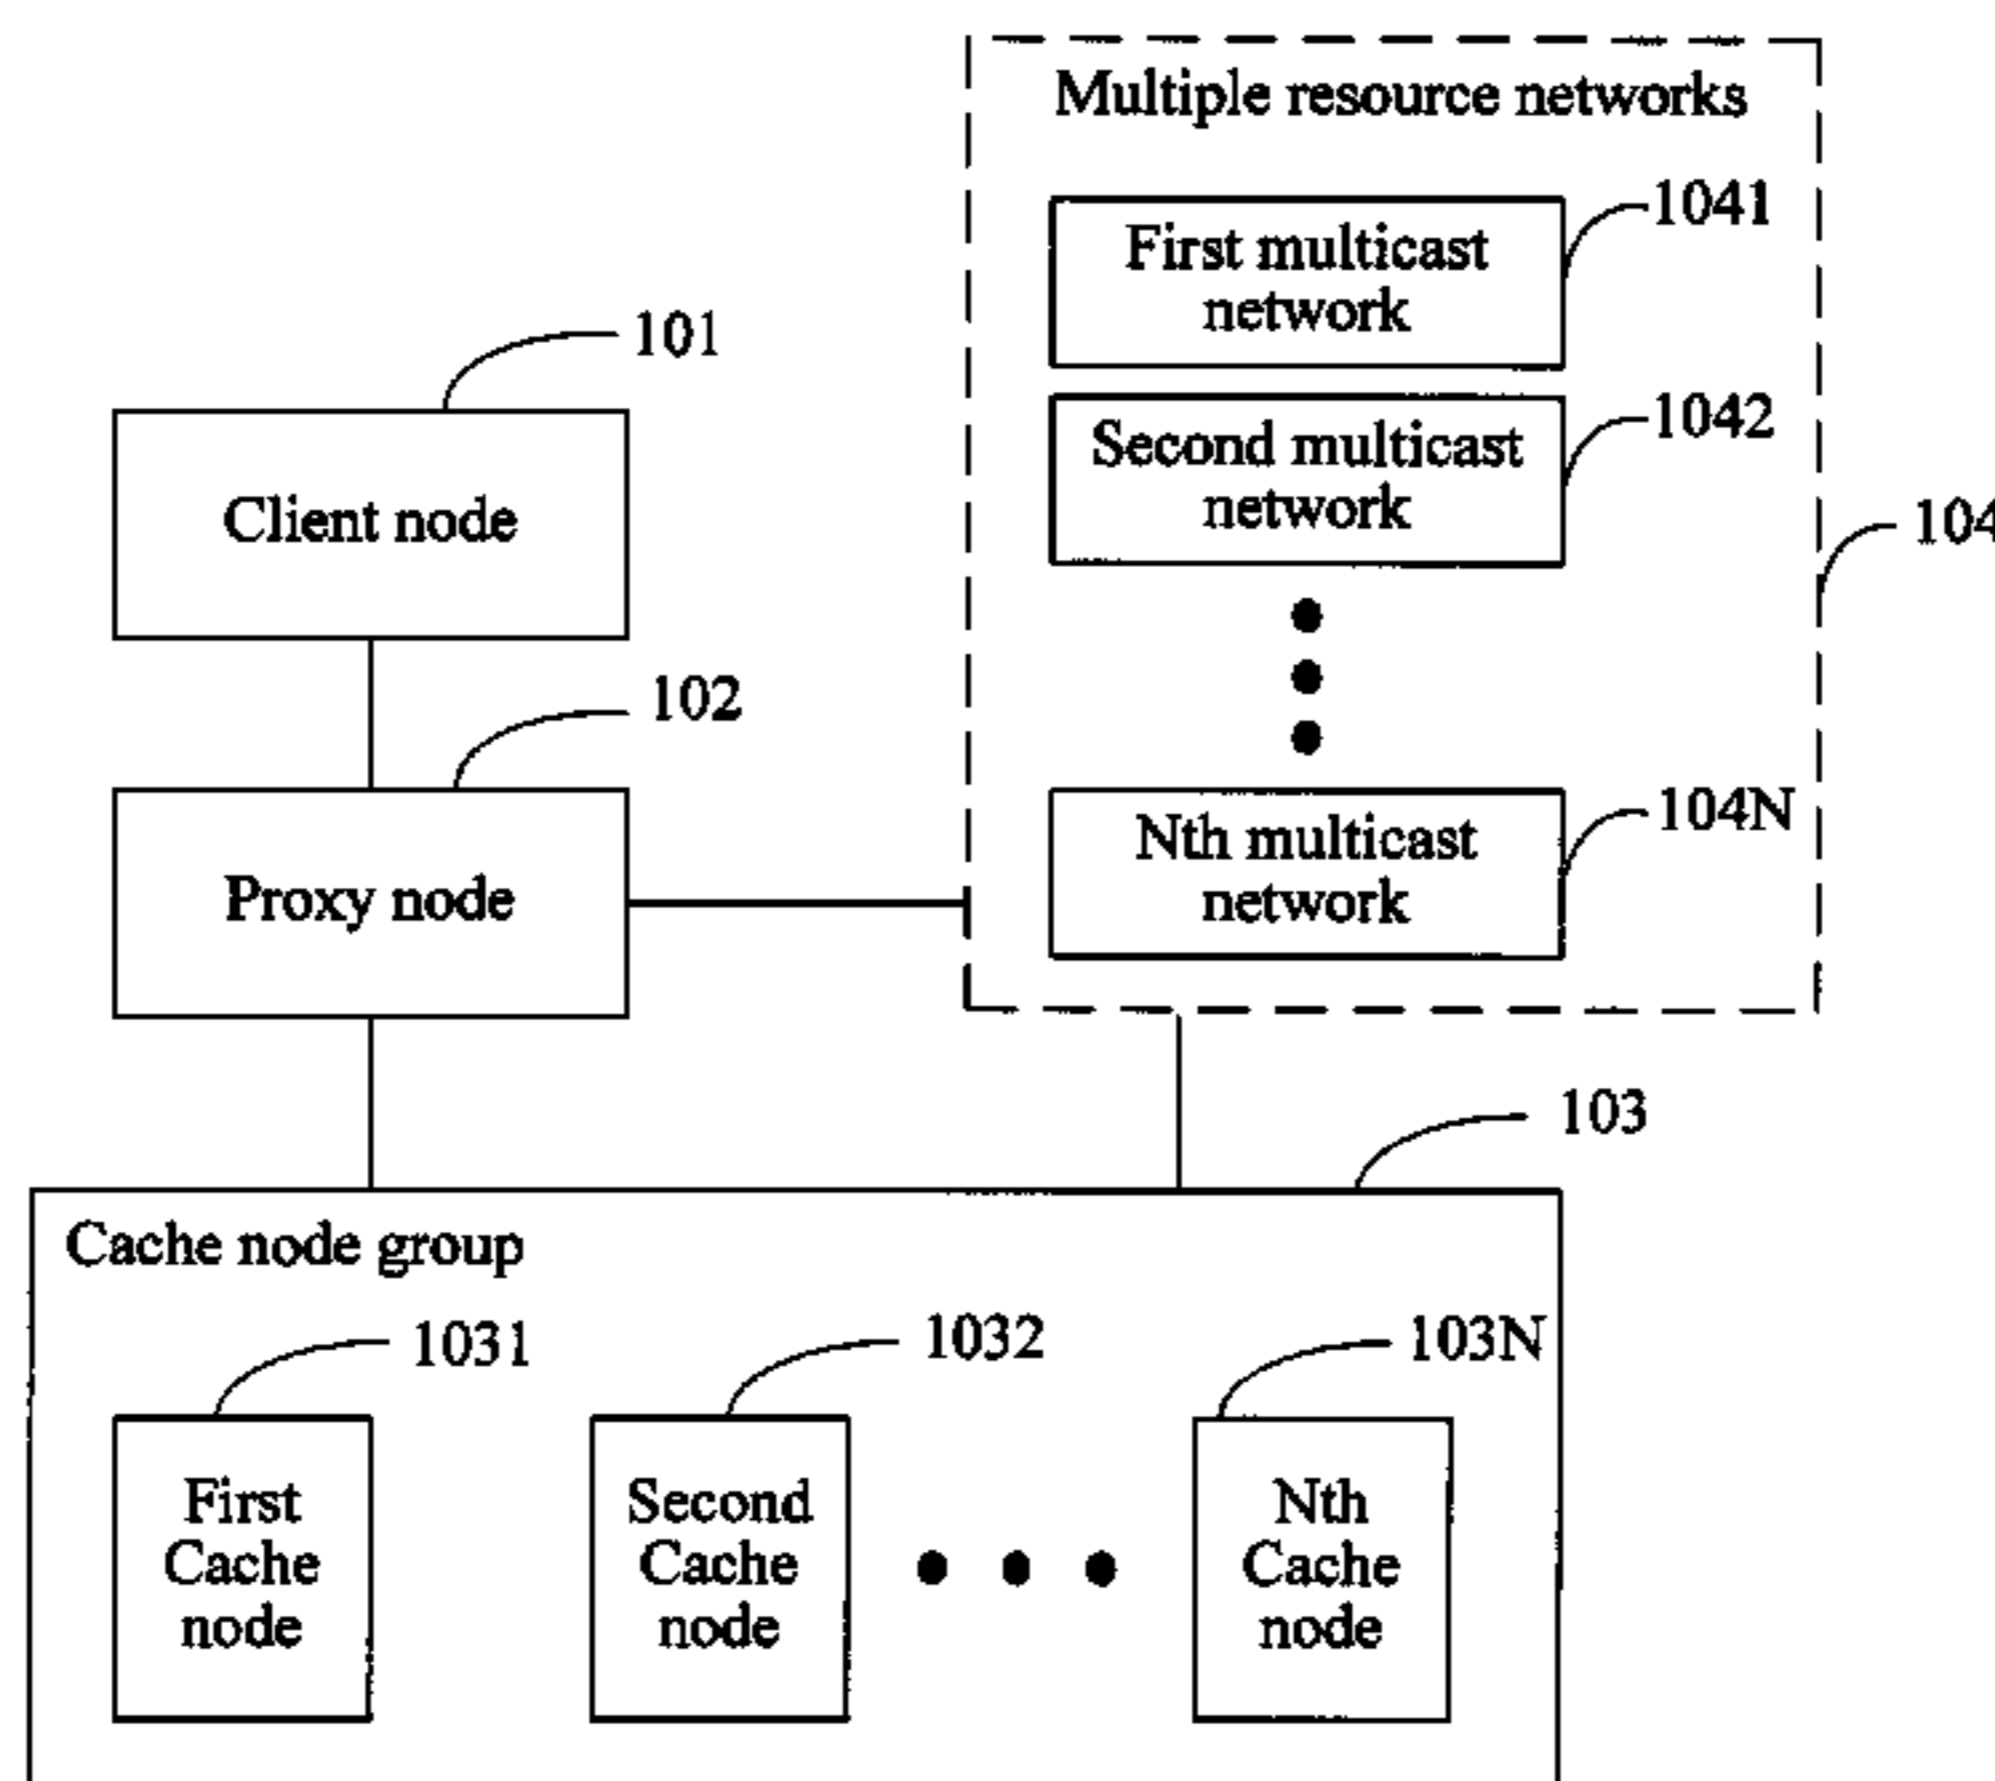 Multiple resource networks
1041
First multicast
network
101
1042
Second multicast
network
Client node
104
102
104N
Nth multicast
network
Proxy node
103
Cache node group
1031
1032
103N
First
Cache
node
Second
Cache
node
Nth
Cache
node